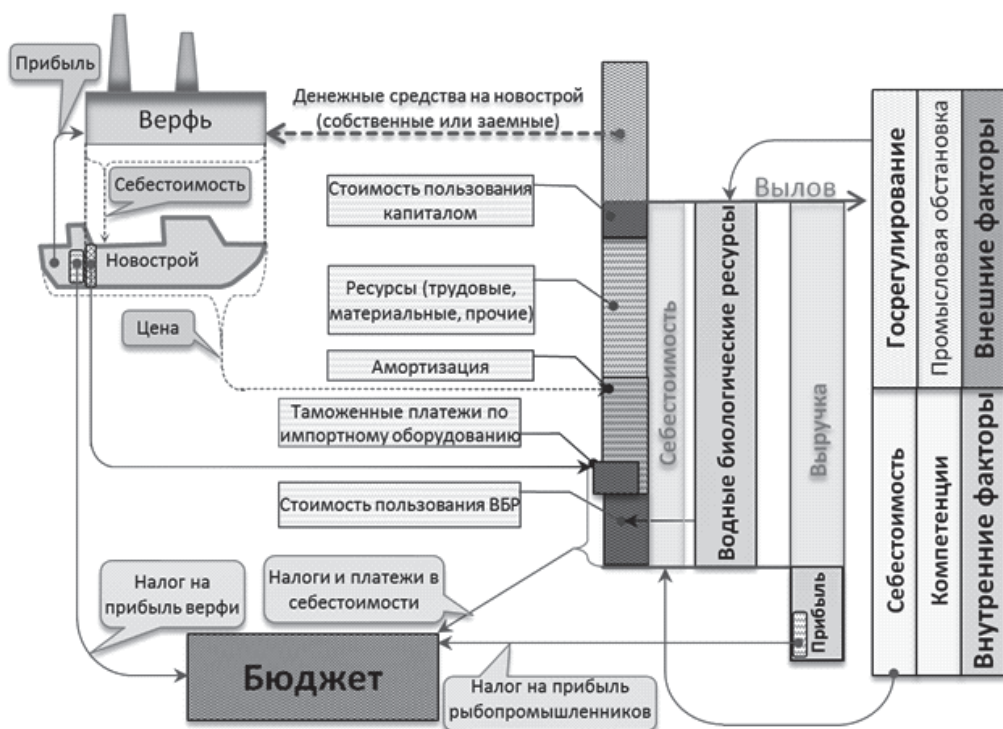 Прибыль
Верфь
Себестоимость
Новострой
Цена
Денежные средства на новострой
(собственные или заемные)
Стоимость пользования
капиталом
Ресурсы (трудовые,
материальные, прочие)
Амортизация
Таможенные платежи по
импортному оборудованию
Стоимость пользования ВБР
Налог на
прибыль верфи
Налоги и платежи в
себестоимости
Бюджет
Налог на прибыль
рыбопромышленников
Себестоимость
Водные биологические ресурсы
Вылов
Выручка
Прибыль
Госрегулирование
Промысловая обстановка
Внешние факторы
Себестоимость
Компетенции
Внутренние факторы